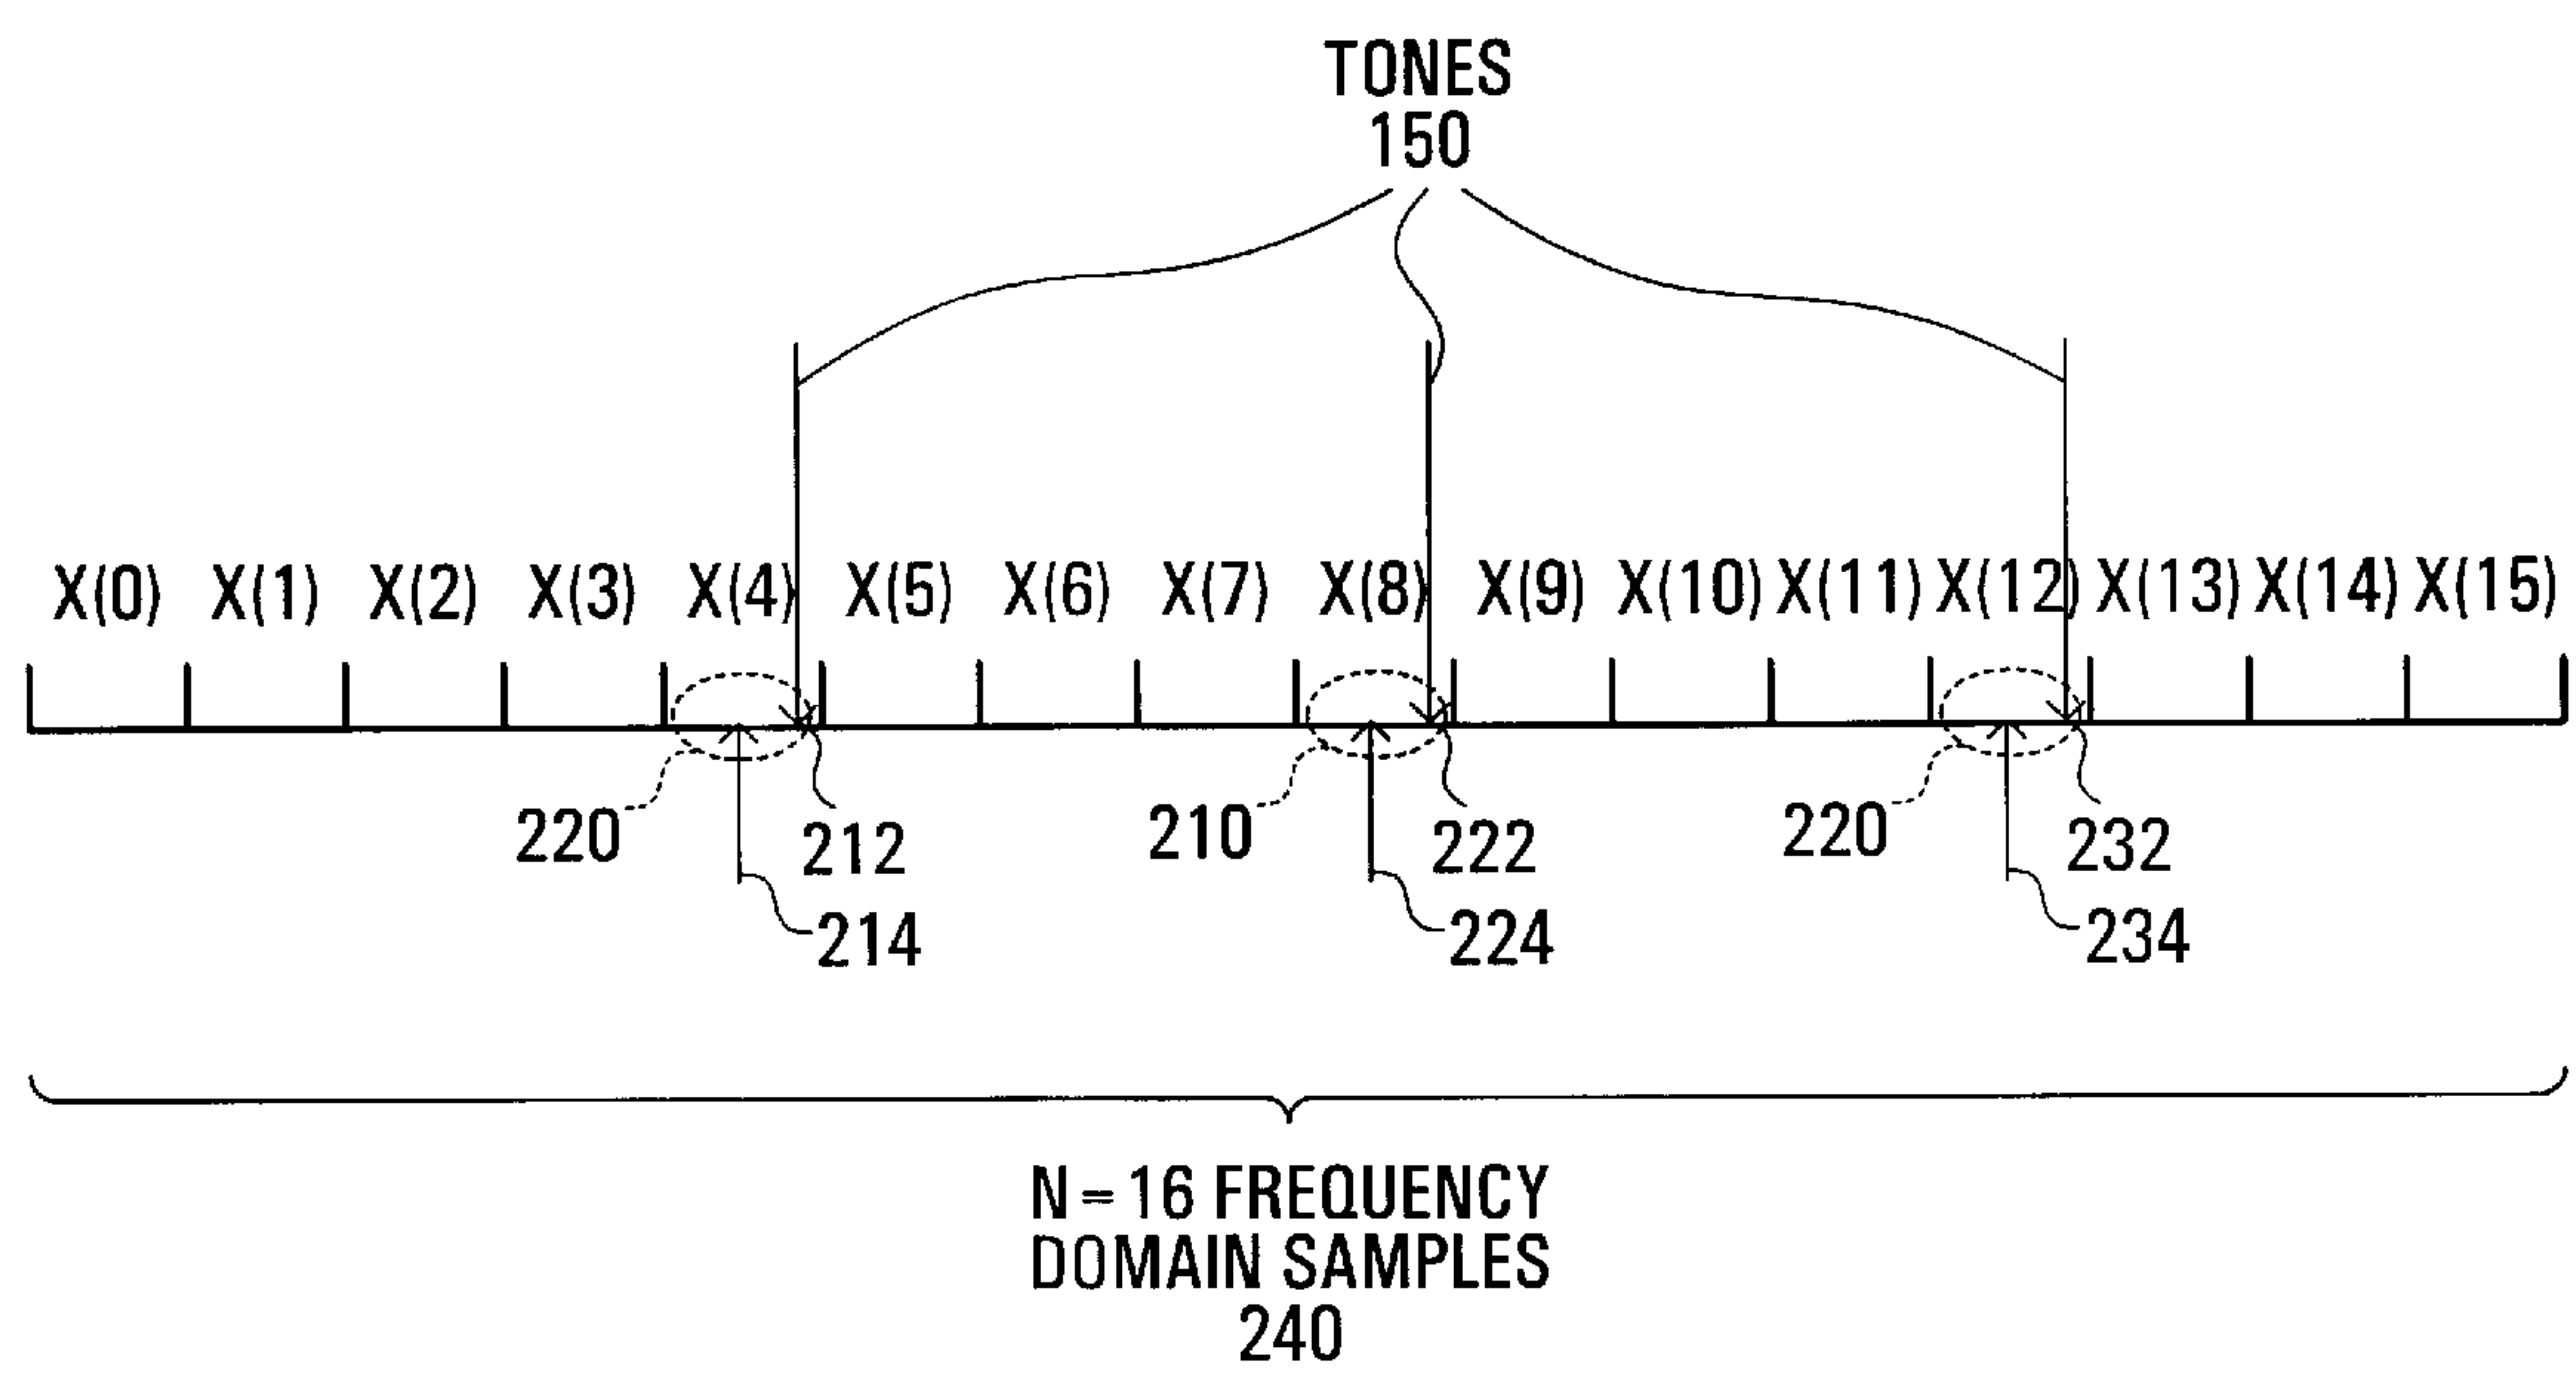 TONES
150
X(0) X(1) X(2) X(3) X(4) X(5) X(6) X(7) X(8) X(9) X(10) X(11) X(12) X(13) X(14) X(15)
220 212 210 222 220 232
214 224 234
N = 16 FREQUENCY
DOMAIN SAMPLES
240